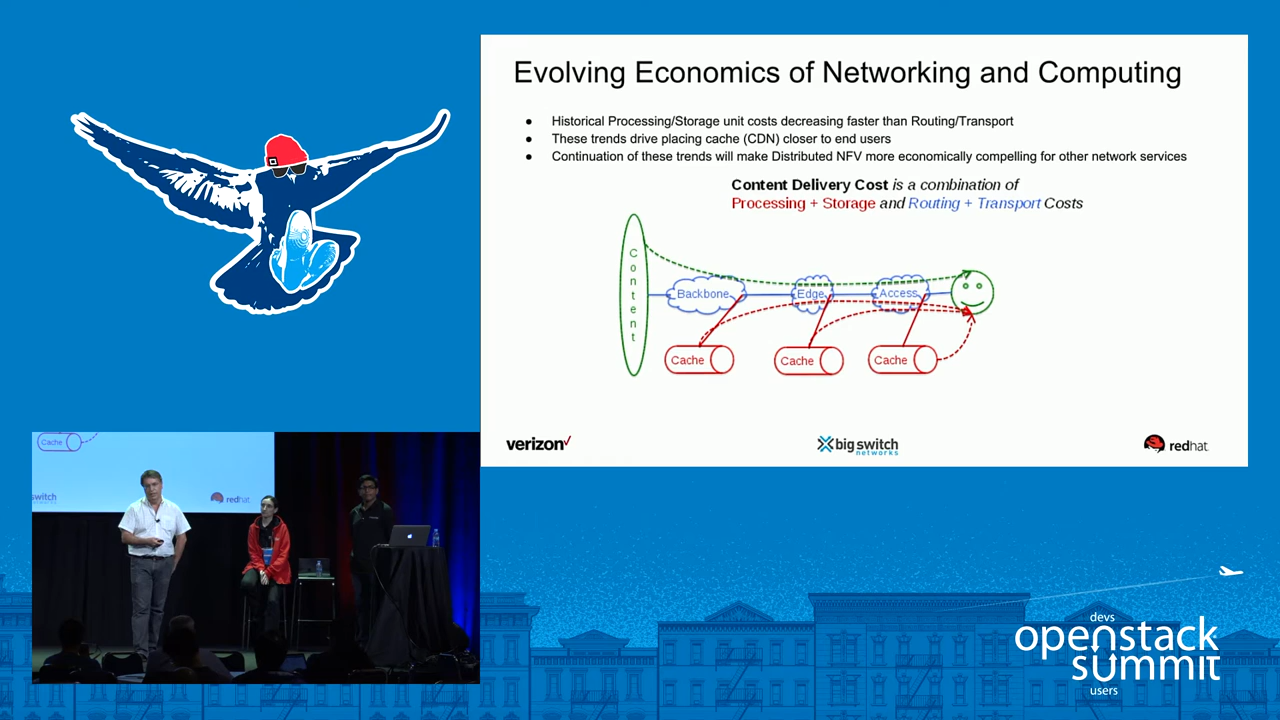 Evolving Economics of Networking and Computing
● Historical Processing/Storage unit costs decreasing faster than Routing/Transport
● These trends drive placing cache (CDN) closer to end users
● Continuation of these trends will make Distributed NFV more economically compelling for other network services
Content Delivery Cost is a combination of
Processing + Storage and Routing + Transport Costs
Content
Backbone
Edge
Access
Cache
Cache
Cache
verizon
big switch
networks
redhat
Cache
switch
redhat
devs
openstack
summit
users